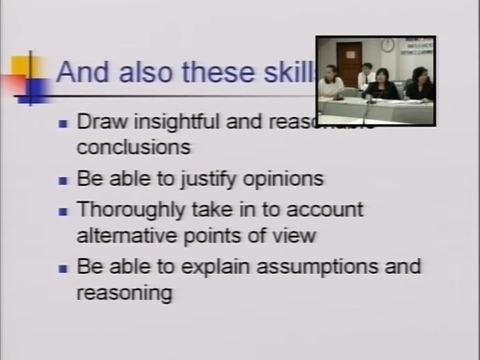 And also these skills
Draw insightful and reasonable
conclusions
Be able to justify opinions
Thoroughly take in to account
alternative points of view
Be able to explain assumptions and
reasoning